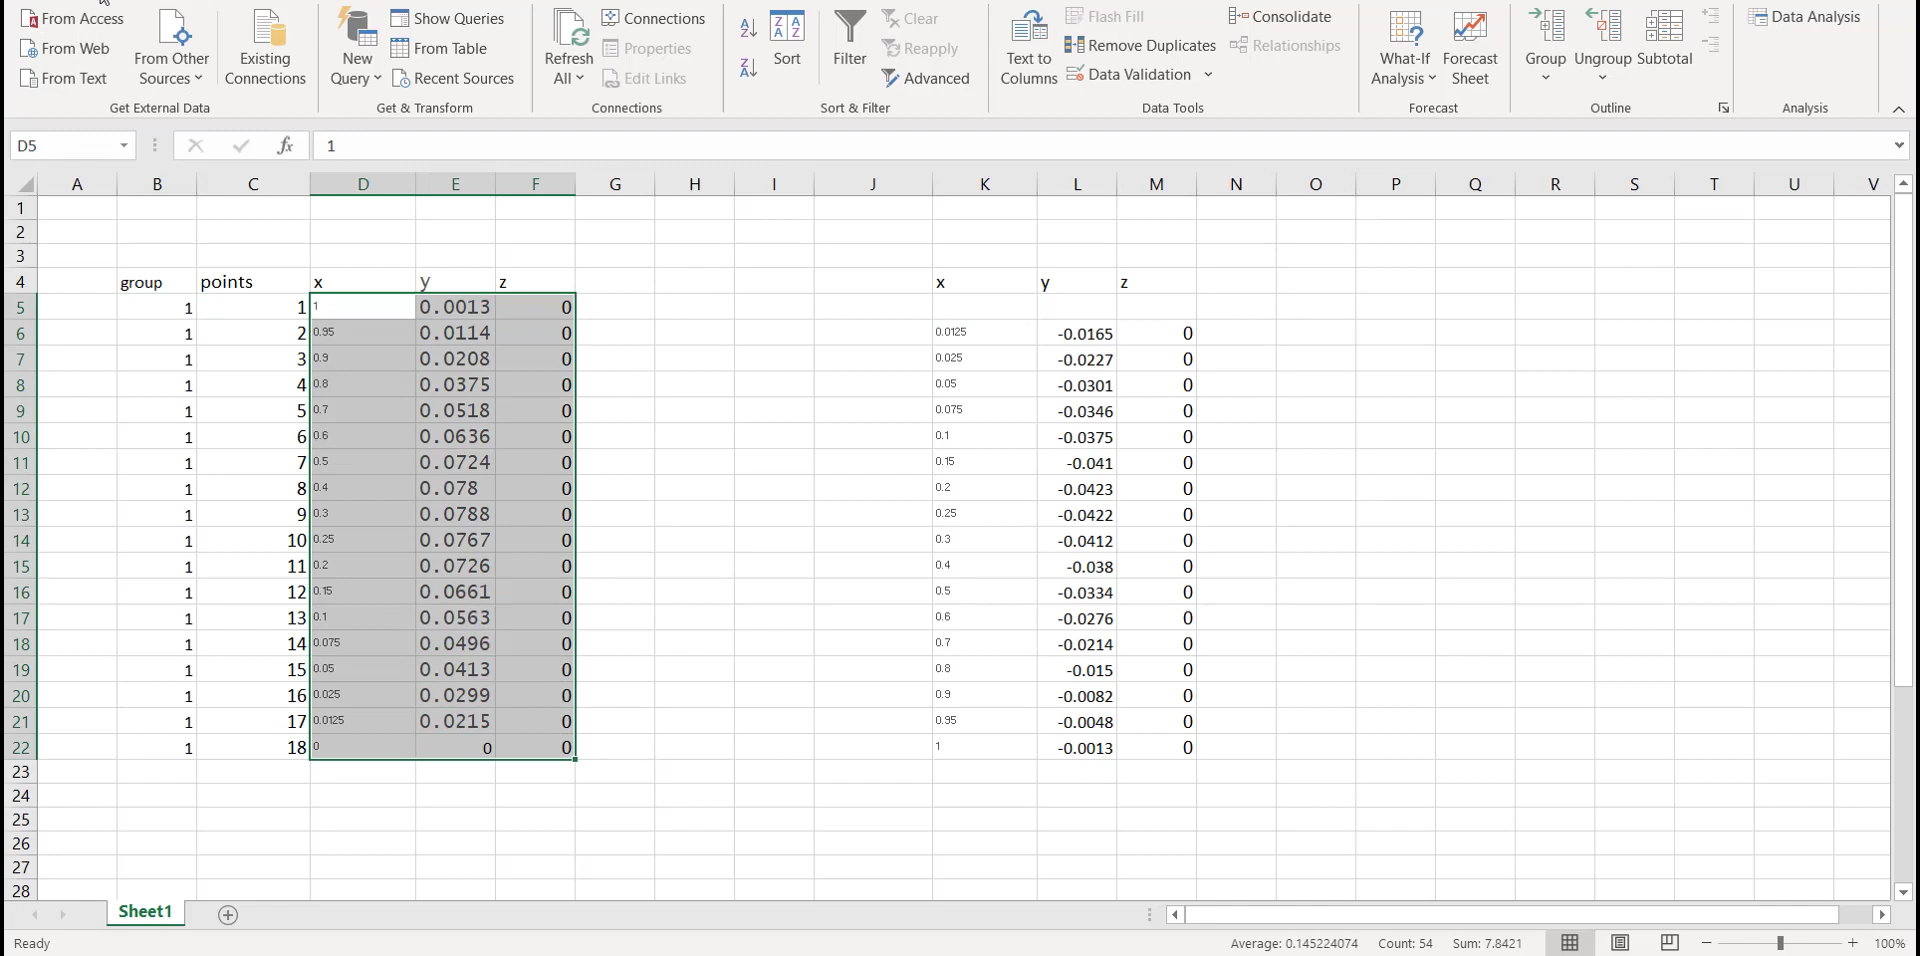 From Access
From Web
From Text
From Other
Sources
Existing
Connections
Get External Data
New
Query
Show Queries
From Table
Recent Sources
Get & Transform
Refresh
All
Connections
Properties
Edit Links
Connections
A
Z
Z
A
Z A
A Z
Sort
Filter
Clear
Reapply
Advanced
Sort & Filter
Text to
Columns
Flash Fill
Remove Duplicates
Data Validation
Consolidate
Relationships
Data Tools
What-If
Analysis
Forecast
Sheet
Forecast
Group
Ungroup
Subtotal
Outline
Data Analysis
Analysis
D5 fx 1
A B C D E F G H I J K L M N O P Q R S T U V
1
2
3
4 group points x y z x y z
5 1 1 1 0.0013 0
6 1 2 0.95 0.0114 0 0.0125 -0.0165 0
7 1 3 0.9 0.0208 0 0.025 -0.0227 0
8 1 4 0.8 0.0375 0 0.05 -0.0301 0
9 1 5 0.7 0.0518 0 0.075 -0.0346 0
10 1 6 0.6 0.0636 0 0.1 -0.0375 0
11 1 7 0.5 0.0724 0 0.15 -0.041 0
12 1 8 0.4 0.078 0 0.2 -0.0423 0
13 1 9 0.3 0.0788 0 0.25 -0.0422 0
14 1 10 0.25 0.0767 0 0.3 -0.0412 0
15 1 11 0.2 0.0726 0 0.4 -0.038 0
16 1 12 0.15 0.0661 0 0.5 -0.0334 0
17 1 13 0.1 0.0563 0 0.6 -0.0276 0
18 1 14 0.075 0.0496 0 0.7 -0.0214 0
19 1 15 0.05 0.0413 0 0.8 -0.015 0
20 1 16 0.025 0.0299 0 0.9 -0.0082 0
21 1 17 0.0125 0.0215 0 0.95 -0.0048 0
22 1 18 0 0 0 1 -0.0013 0
23
24
25
26
27
28
Sheet1
Ready Average: 0.145224074 Count: 54 Sum: 7.8421 100%